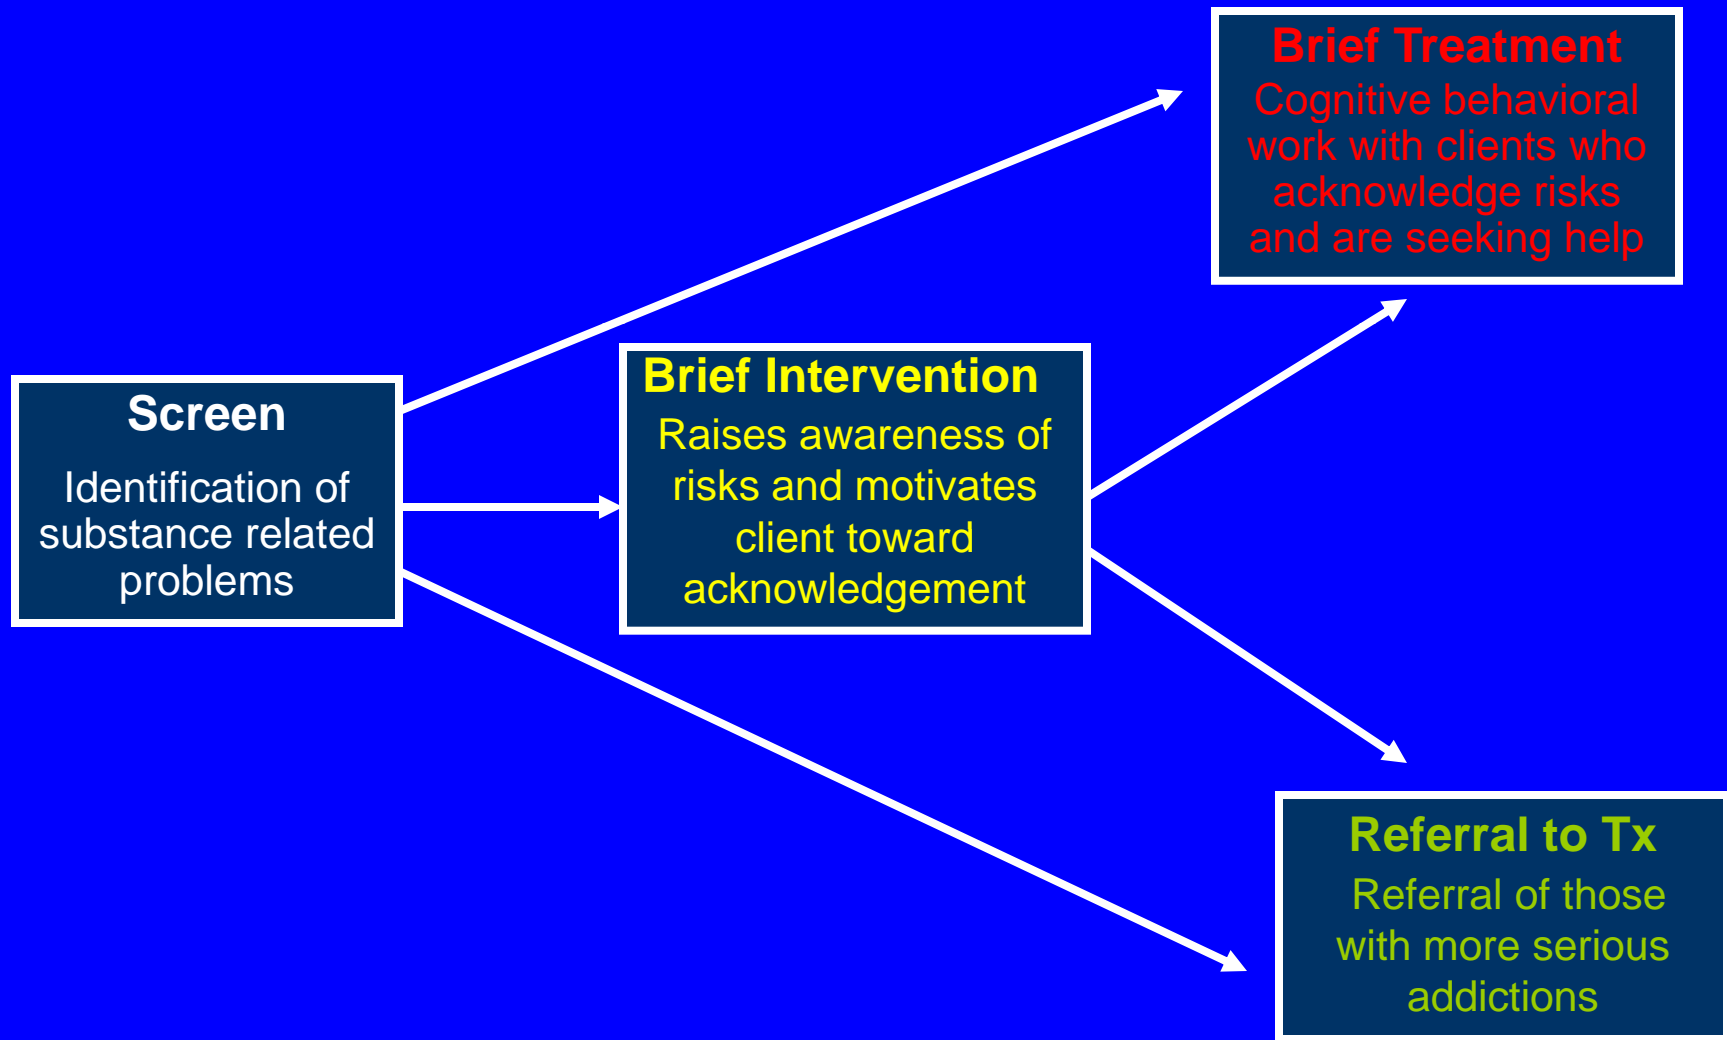 Brief Treatment
Cognitive behavioral
work with clients who
acknowledge risks
and are seeking help
Screen
Identification of
substance related
problems
Brief Intervention
Raises awareness of
risks and motivates
client toward
acknowledgement
Referral to Tx
Referral of those
with more serious
addictions